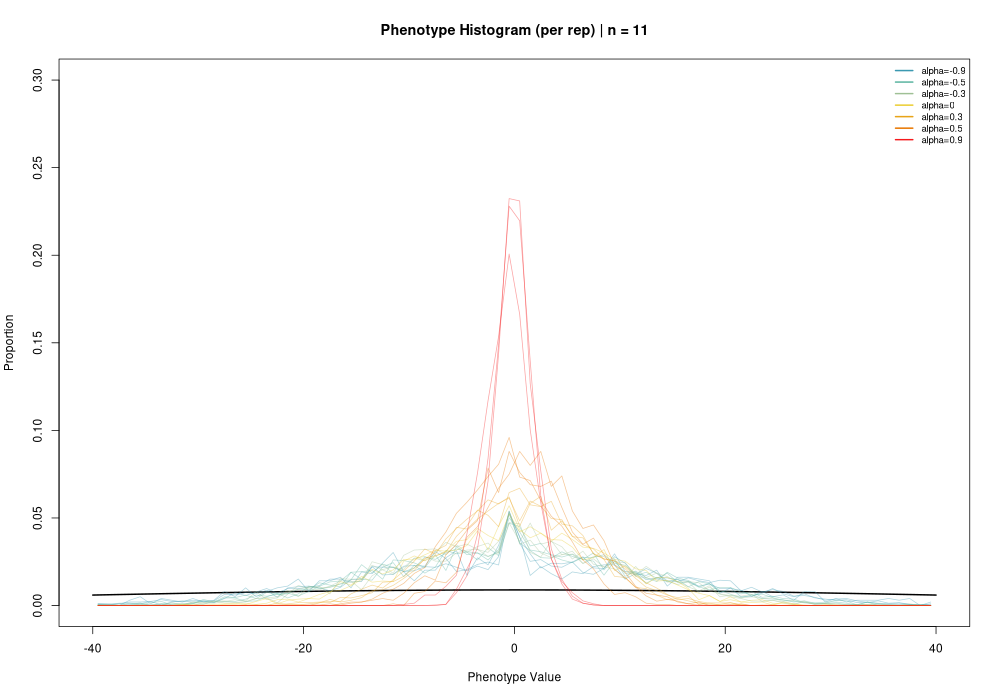 Phenotype Histogram (per rep) | n = 11
alpha=-0.9
alpha=-0.5
alpha=-0.3
alpha=0
alpha=0.3
alpha=0.5
alpha=0.9
Proportion
0.30
0.25
0.20
0.15
0.10
0.05
0.00
-40 -20 0 20 40
Phenotype Value